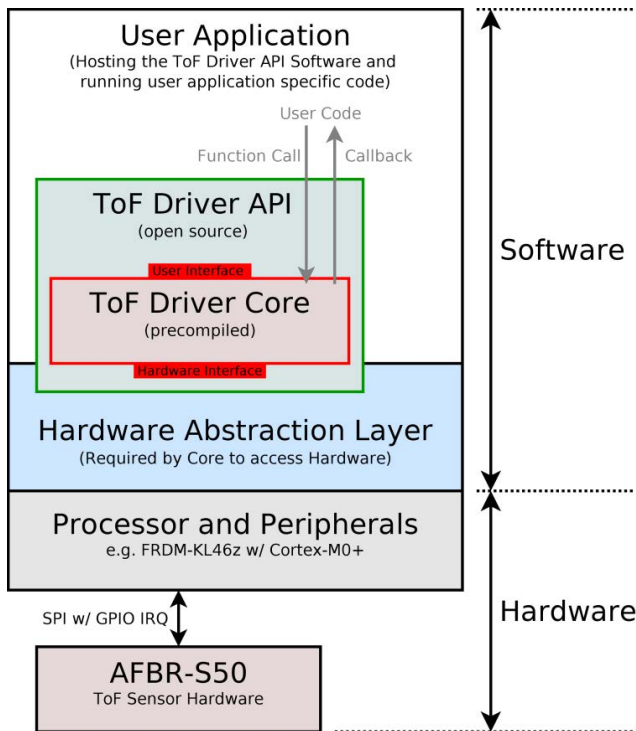 User Application
(Hosting the ToF Driver API Software and
running user application specific code)
User Code
Function Call
Callback
ToF Driver API
(open source)
User Interface
ToF Driver Core
(precompiled)
Hardware Interface
Hardware Abstraction Layer
(Required by Core to access Hardware)
Processor and Peripherals
e.g. FRDM-KL46z w/ Cortex-M0+
SPI w/ GPIO IRQ
AFBR-S50
ToF Sensor Hardware
Software
Hardware